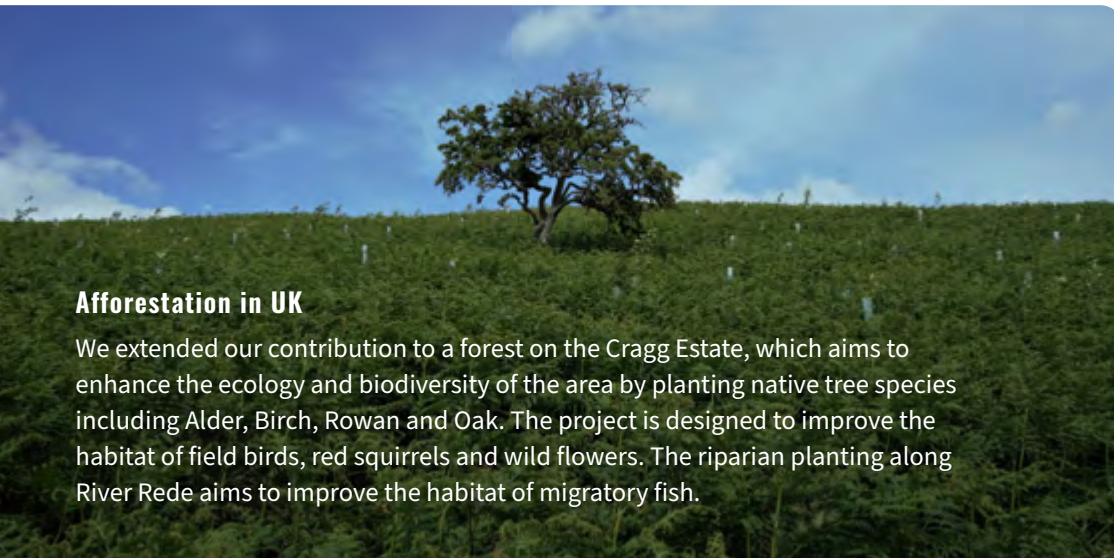 Afforestation in UK
We extended our contribution to a forest on the Cragg Estate, which aims to
enhance the ecology and biodiversity of the area by planting native tree species
including Alder, Birch, Rowan and Oak. The project is designed to improve the
habitat of field birds, red squirrels and wild flowers. The riparian planting along
River Rede aims to improve the habitat of migratory fish.